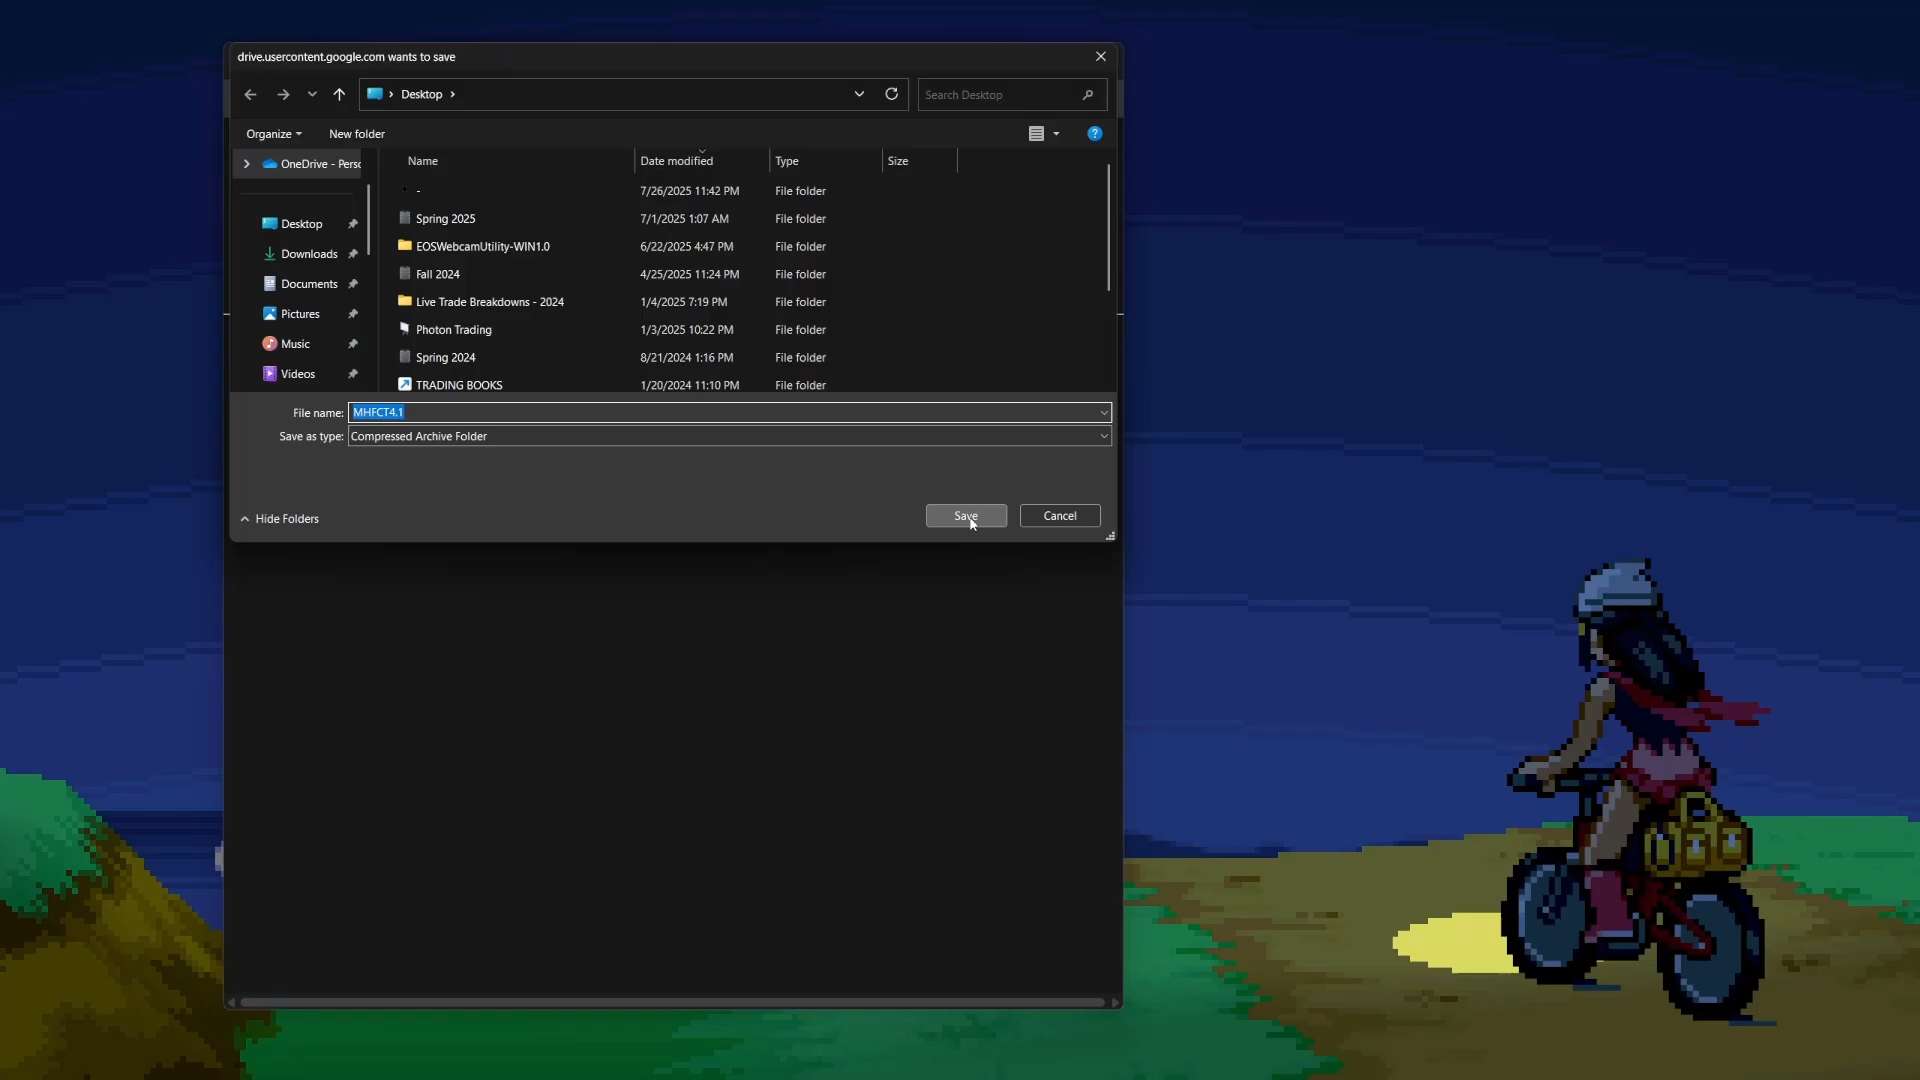 drive.usercontent.google.com wants to save
Desktop
Search Desktop
Organize
New folder
?
OneDrive - Perso
Name
Date modified
Type
Size
-
7/26/2025 11:42 PM
File folder
Spring 2025
7/1/2025 1:07 AM
File folder
Desktop
EOSWebcamUtility-WIN1.0
6/22/2025 4:47 PM
File folder
Downloads
Fall 2024
4/25/2025 11:24 PM
File folder
Documents
Live Trade Breakdowns - 2024
1/4/2025 7:19 PM
File folder
Pictures
Photon Trading
1/3/2025 10:22 PM
File folder
Music
Spring 2024
8/21/2024 1:16 PM
File folder
Videos
TRADING BOOKS
1/20/2024 11:10 PM
File folder
File name: MHFCT4.1
Save as type: Compressed Archive Folder
Hide Folders
Save
Cancel